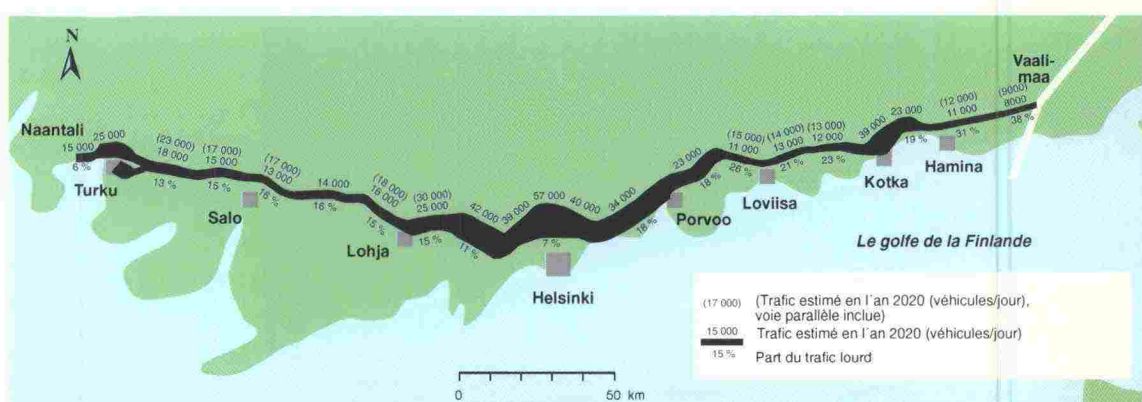 N
Vaali-
maa
Naantali
15 000
6 %
25 000
Turku
(23 000)
18 000
13 %
(17 000)
15 000
15 %
Salo
(17 000)
13 000
16 %
14 000
16 %
(18 000)
16 000
15 %
Lohja
(30 000)
25 000
15 %
42 000
11 %
39 000
57 000
7 %
Helsinki
40 000
34 000
18 %
Porvoo
23 000
18 %
(15 000)
11 000
26 %
(14 000)
13 000
21 %
Loviisa
(13 000)
12 000
23 %
39 000
Kotka
23 000
19 %
Hamina
(12 000)
11 000
31 %
(9000)
8000
38 %
Le golfe de la Finlande
(17 000) (Trafic estimé en l'an 2020 (véhicules/jour),
voie parallèle inclue)
15 000 Trafic estimé en l'an 2020 (véhicules/jour)
15 % Part du trafic lourd
0 50 km